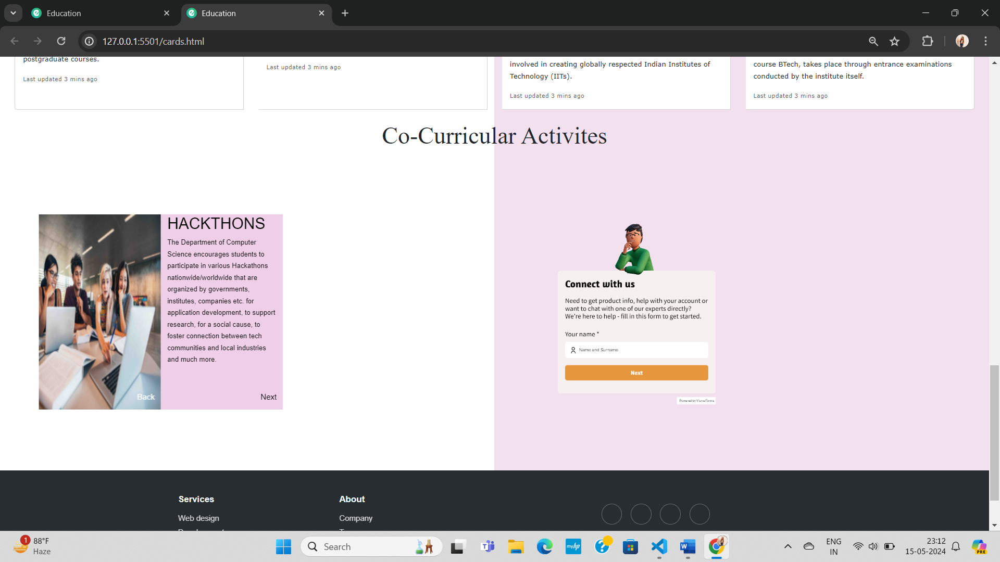 Education
Education
127.0.0.1:5501/cards.html
postgraduate courses.
Last updated 3 mins ago
Last updated 3 mins ago
involved in creating globally respected Indian Institutes of
Technology (IITs).
Last updated 3 mins ago
course BTech, takes place through entrance examinations
conducted by the institute itself.
Last updated 3 mins ago
Co-Curricular Activites
HACKTHONS
The Department of Computer
Science encourages students to
participate in various Hackathons
nationwide/worldwide that are
organized by governments,
institutes, companies etc. for
application development, to support
research, for a social cause, to
foster connection between tech
communities and local industries
and much more.
Back
Next
Connect with us
Need to get product info, help with your account or
want to chat with one of our experts directly?
We're here to help - fill in this form to get started.
Your name *
Name and Surname
Next
Powered by Visme Forms
Services
About
Web design
Company
1
88°F
Haze
Search
myhp
ENG
IN
23:12
15-05-2024
PRE